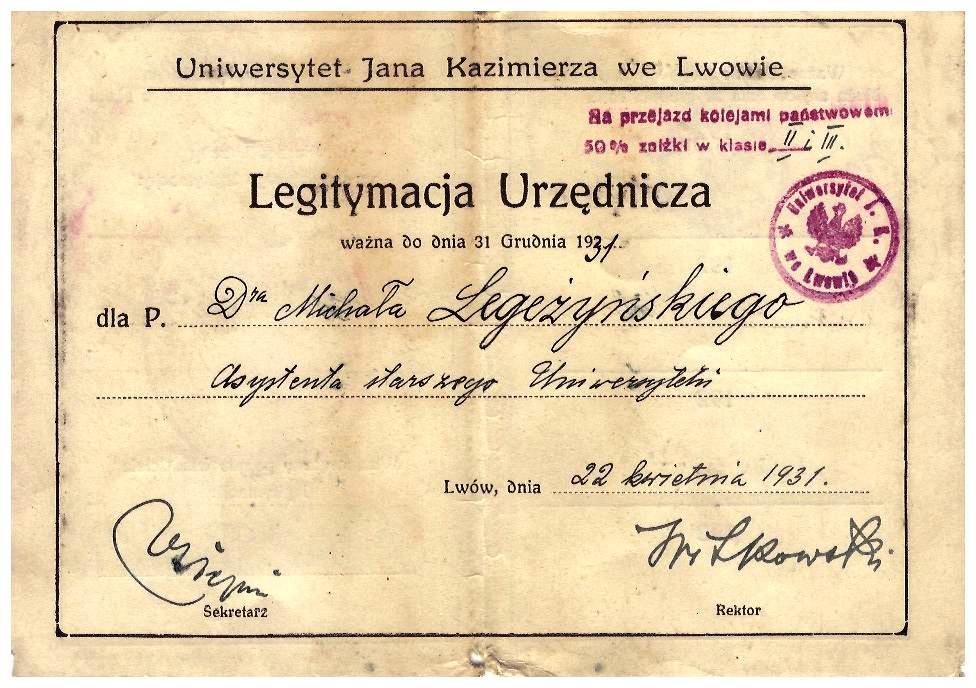 Uniwersytet Jana Kazimierza we Lwowie
Na przejazd kolejami państwowemi
50% zniżki w klasie II i III.
Legitymacja Urzędnicza
ważna do dnia 31 Grudnia 1931.
Uniwersytet J. K. we Lwowie
dla P. Dra Michała Legeżyńskiego
Asystenta starszego Uniwersytetu
Lwów, dnia 22 kwietnia 1931.
Witkowski
Sekretarz
Rektor